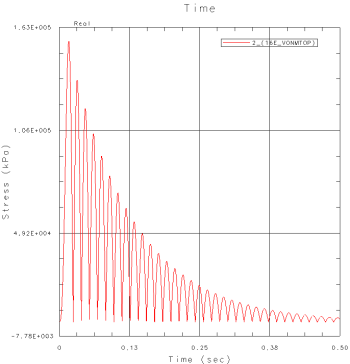 Time
1.63E+005
Real
2_(16E_VONMTOP)
1.06E+005
Stress (kPa)
4.92E+004
-7.78E+003
0
0.13
0.25
0.38
0.50
Time (sec)